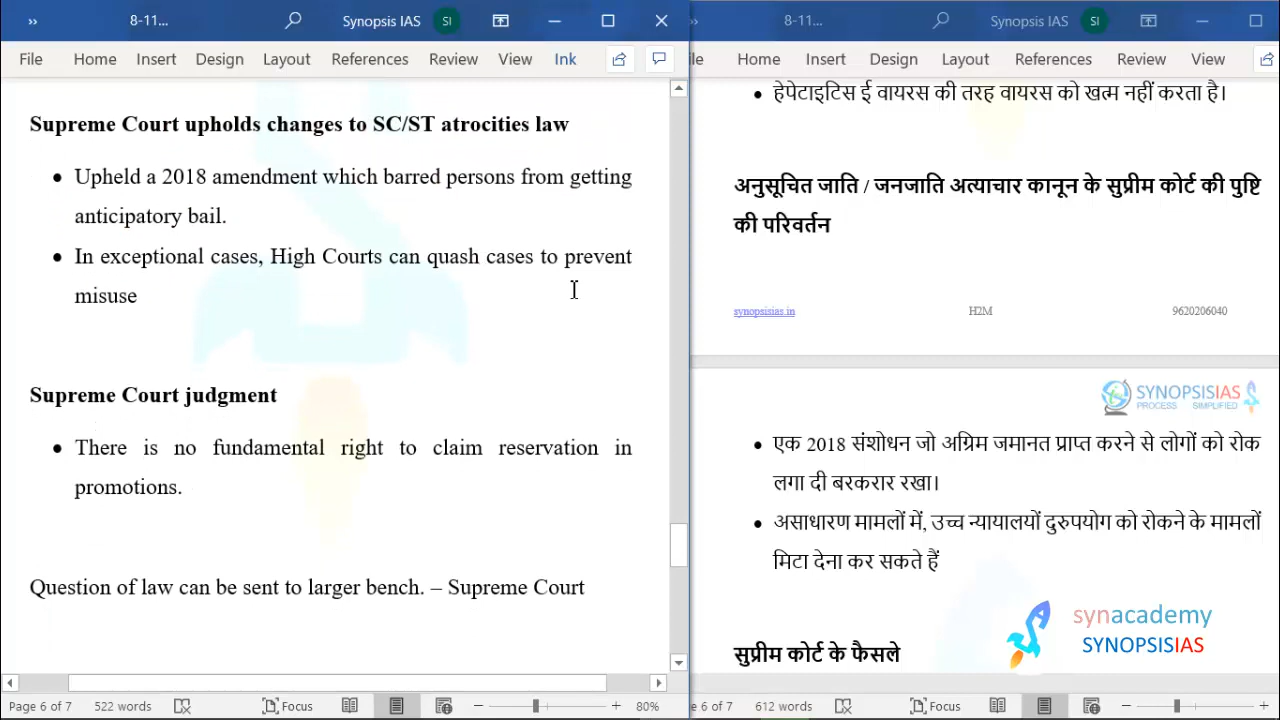 8-11...
Synopsis IAS
SI
File Home Insert Design Layout References Review View Ink
Supreme Court upholds changes to SC/ST atrocities law
• Upheld a 2018 amendment which barred persons from getting
anticipatory bail.
• In exceptional cases, High Courts can quash cases to prevent
misuse
Supreme Court judgment
• There is no fundamental right to claim reservation in
promotions.
Question of law can be sent to larger bench. – Supreme Court
Page 6 of 7 522 words Focus 80%
8-11...
Synopsis IAS
SI
le Home Insert Design Layout References Review View
• हेपेटाइटिस ई वायरस की तरह वायरस को खत्म नहीं करता है।
अनुसूचित जाति / जनजाति अत्याचार कानून के सुप्रीम कोर्ट की पुष्टि
की परिवर्तन
synopsisias.in H2M 9620206040
SYNOPSISIAS
PROCESS SIMPLIFIED
• एक 2018 संशोधन जो अग्रिम जमानत प्राप्त करने से लोगों को रोक
लगा दी बरकरार रखा।
• असाधारण मामलों में, उच्च न्यायालयों दुरुपयोग को रोकने के मामलों
मिटा देना कर सकते हैं
synacademy
SYNOPSISIAS
सुप्रीम कोर्ट के फैसले
e 6 of 7 612 words Focus